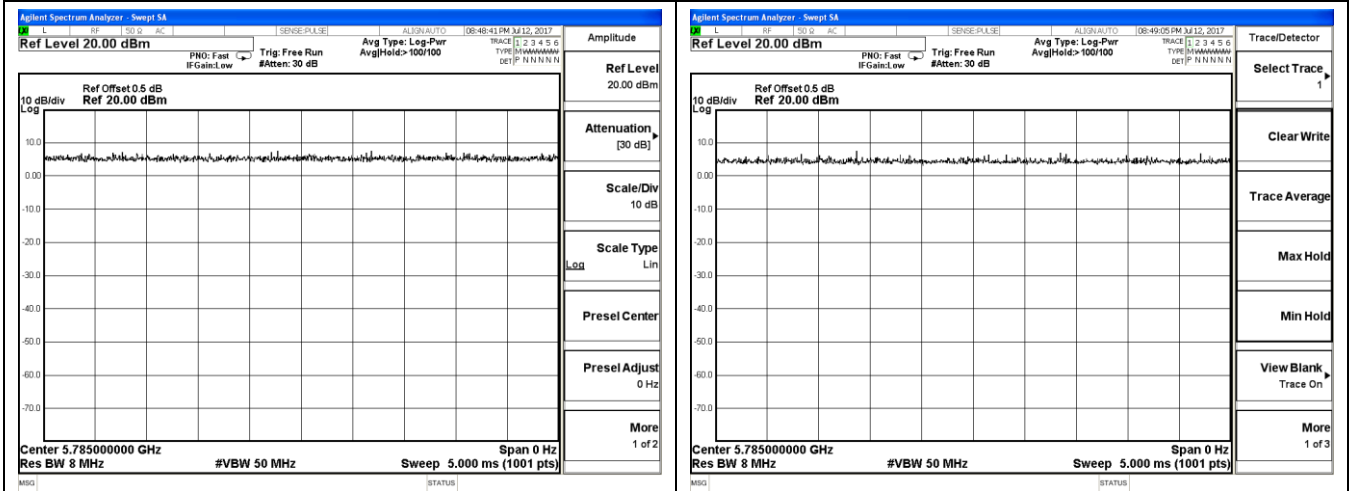 Agilent Spectrum Analyzer - Swept SA
L RF 50 Ω AC SENSE:PULSE ALIGN AUTO 08:48:41 PM Jul 12, 2017
Ref Level 20.00 dBm
PNO: Fast
IFGain:Low
Trig: Free Run
#Atten: 30 dB
Avg Type: Log-Pwr
Avg|Hold:>100/100
TRACE 1 2 3 4 5 6
TYPE MWWWWW
DET P N N N N N
Ref Offset 0.5 dB
10 dB/div Ref 20.00 dBm
Log
10.0
0.00
-10.0
-20.0
-30.0
-40.0
-50.0
-60.0
-70.0
Center 5.785000000 GHz Span 0 Hz
Res BW 8 MHz #VBW 50 MHz Sweep 5.000 ms (1001 pts)
MSG STATUS
Amplitude
Ref Level
20.00 dBm
Attenuation
[30 dB]
Scale/Div
10 dB
Scale Type
Log Lin
Presel Center
Presel Adjust
0 Hz
More
1 of 2
Agilent Spectrum Analyzer - Swept SA
L RF 50 Ω AC SENSE:PULSE ALIGN AUTO 08:49:05 PM Jul 12, 2017
Ref Level 20.00 dBm
PNO: Fast
IFGain:Low
Trig: Free Run
#Atten: 30 dB
Avg Type: Log-Pwr
Avg|Hold:>100/100
TRACE 1 2 3 4 5 6
TYPE MWWWWW
DET P N N N N N
Ref Offset 0.5 dB
10 dB/div Ref 20.00 dBm
Log
10.0
0.00
-10.0
-20.0
-30.0
-40.0
-50.0
-60.0
-70.0
Center 5.785000000 GHz Span 0 Hz
Res BW 8 MHz #VBW 50 MHz Sweep 5.000 ms (1001 pts)
MSG STATUS
Trace/Detector
Select Trace
1
Clear Write
Trace Average
Max Hold
Min Hold
View Blank
Trace On
More
1 of 3